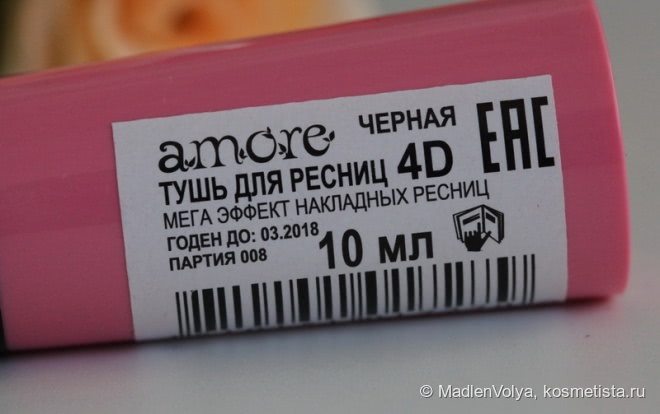 amore ЧЕРНАЯ EAC
ТУШЬ ДЛЯ РЕСНИЦ 4D
МЕГА ЭФФЕКТ НАКЛАДНЫХ РЕСНИЦ
ГОДЕН ДО: 03.2018
ПАРТИЯ 008
10 мл
© MadlenVolya, kosmetista.ru